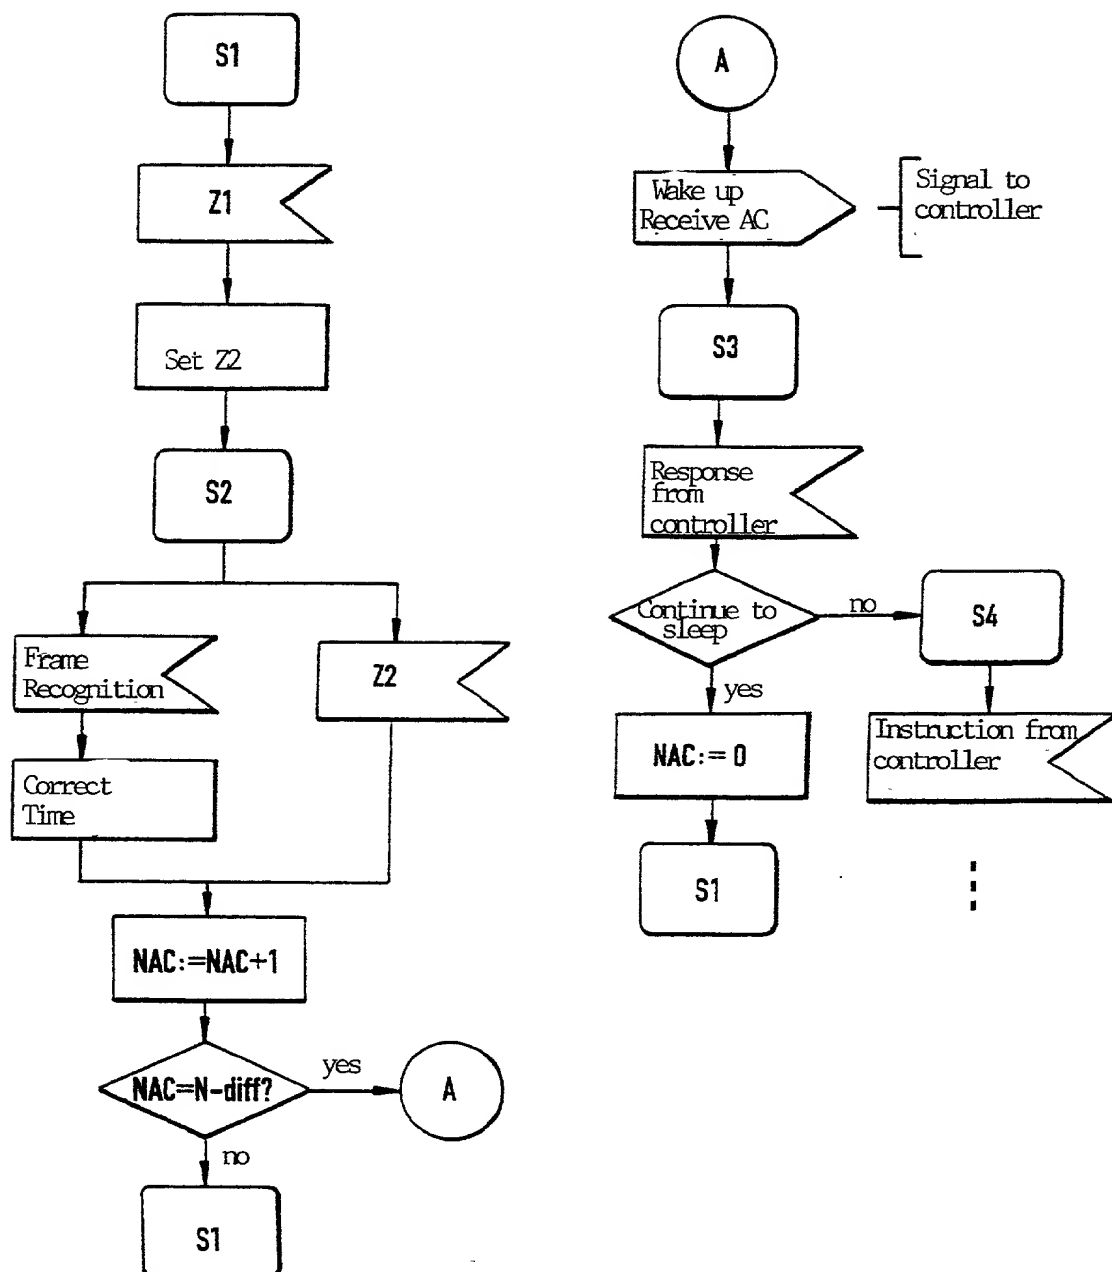 S1
Z1
Set Z2
S2
Frame
Recognition
Z2
Correct
Time
NAC:=NAC+1
NAC=N-diff?
yes
A
no
S1
A
Wake up
Receive AC
Signal to
controller
S3
Response
from
controller
Continue to
sleep
no
S4
yes
NAC:=0
Instruction from
controller
S1